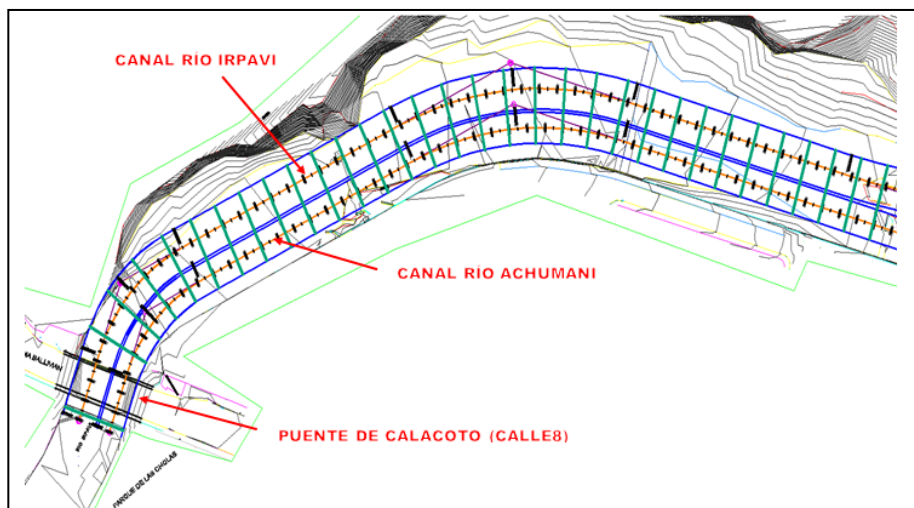 CANAL RÍO IRPAVI
CANAL RÍO ACHUMANI
PUENTE DE CALACOTO (CALLE8)
PARQUE DE LAS CHOLAS